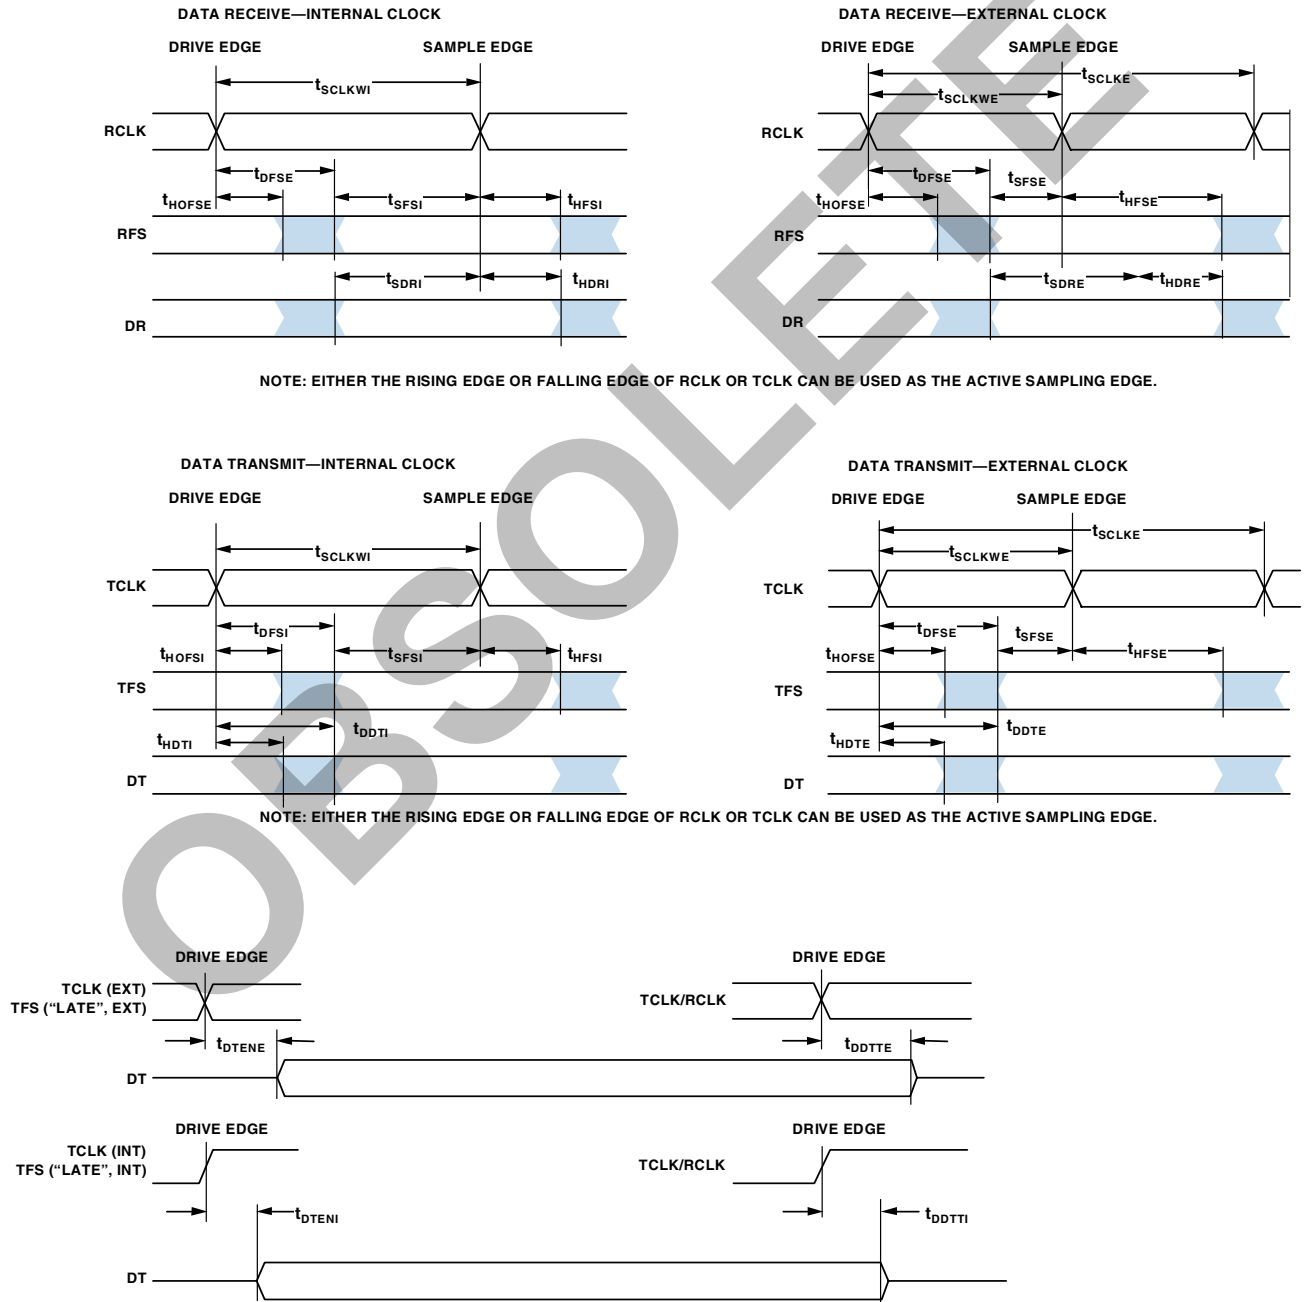 DATA RECEIVE—INTERNAL CLOCK
DRIVE EDGE SAMPLE EDGE
tSCLKWI
RCLK
tDFSE
tHOFSE tSFSI tHFSI
RFS
tSDRI tHDRI
DR
DATA RECEIVE—EXTERNAL CLOCK
DRIVE EDGE SAMPLE EDGE
tSCLKE
tSCLKWE
RCLK
tDFSE tSFSE
tHOFSE tHFSE
RFS
tSDRE tHDRE
DR
NOTE: EITHER THE RISING EDGE OR FALLING EDGE OF RCLK OR TCLK CAN BE USED AS THE ACTIVE SAMPLING EDGE.
DATA TRANSMIT—INTERNAL CLOCK
DRIVE EDGE SAMPLE EDGE
tSCLKWI
TCLK
tDFSI
tHOFSI tSFSI tHFSI
TFS
tDDTI
tHDTI
DT
DATA TRANSMIT—EXTERNAL CLOCK
DRIVE EDGE SAMPLE EDGE
tSCLKE
tSCLKWE
TCLK
tDFSE tSFSE
tHOFSE tHFSE
TFS
tDDTE
tHDTE
DT
NOTE: EITHER THE RISING EDGE OR FALLING EDGE OF RCLK OR TCLK CAN BE USED AS THE ACTIVE SAMPLING EDGE.
DRIVE EDGE DRIVE EDGE
TCLK (EXT)
TFS (“LATE”, EXT) TCLK/RCLK
tDTENE tDDTTE
DT
DRIVE EDGE DRIVE EDGE
TCLK (INT)
TFS (“LATE”, INT) TCLK/RCLK
tDTENI tDDTTI
DT
OBSOLETE